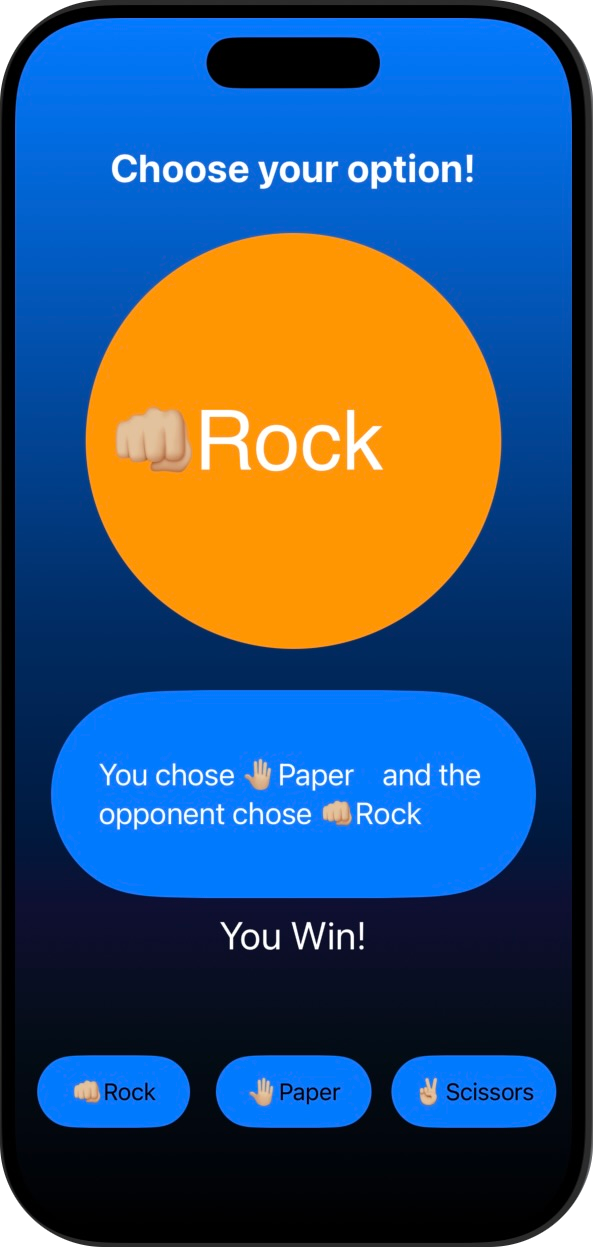 Choose your option!
👊🏼Rock
You chose 🤚🏼Paper and the
opponent chose 👊🏼Rock
You Win!
👊🏼Rock
🤚🏼Paper
✌🏼Scissors